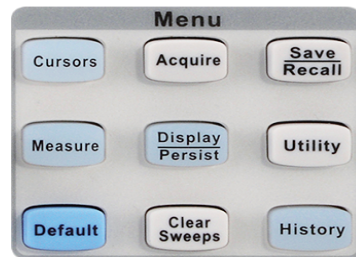 Menu
Cursors
Acquire
Save
Recall
Measure
Display
Persist
Utility
Default
Clear
Sweeps
History